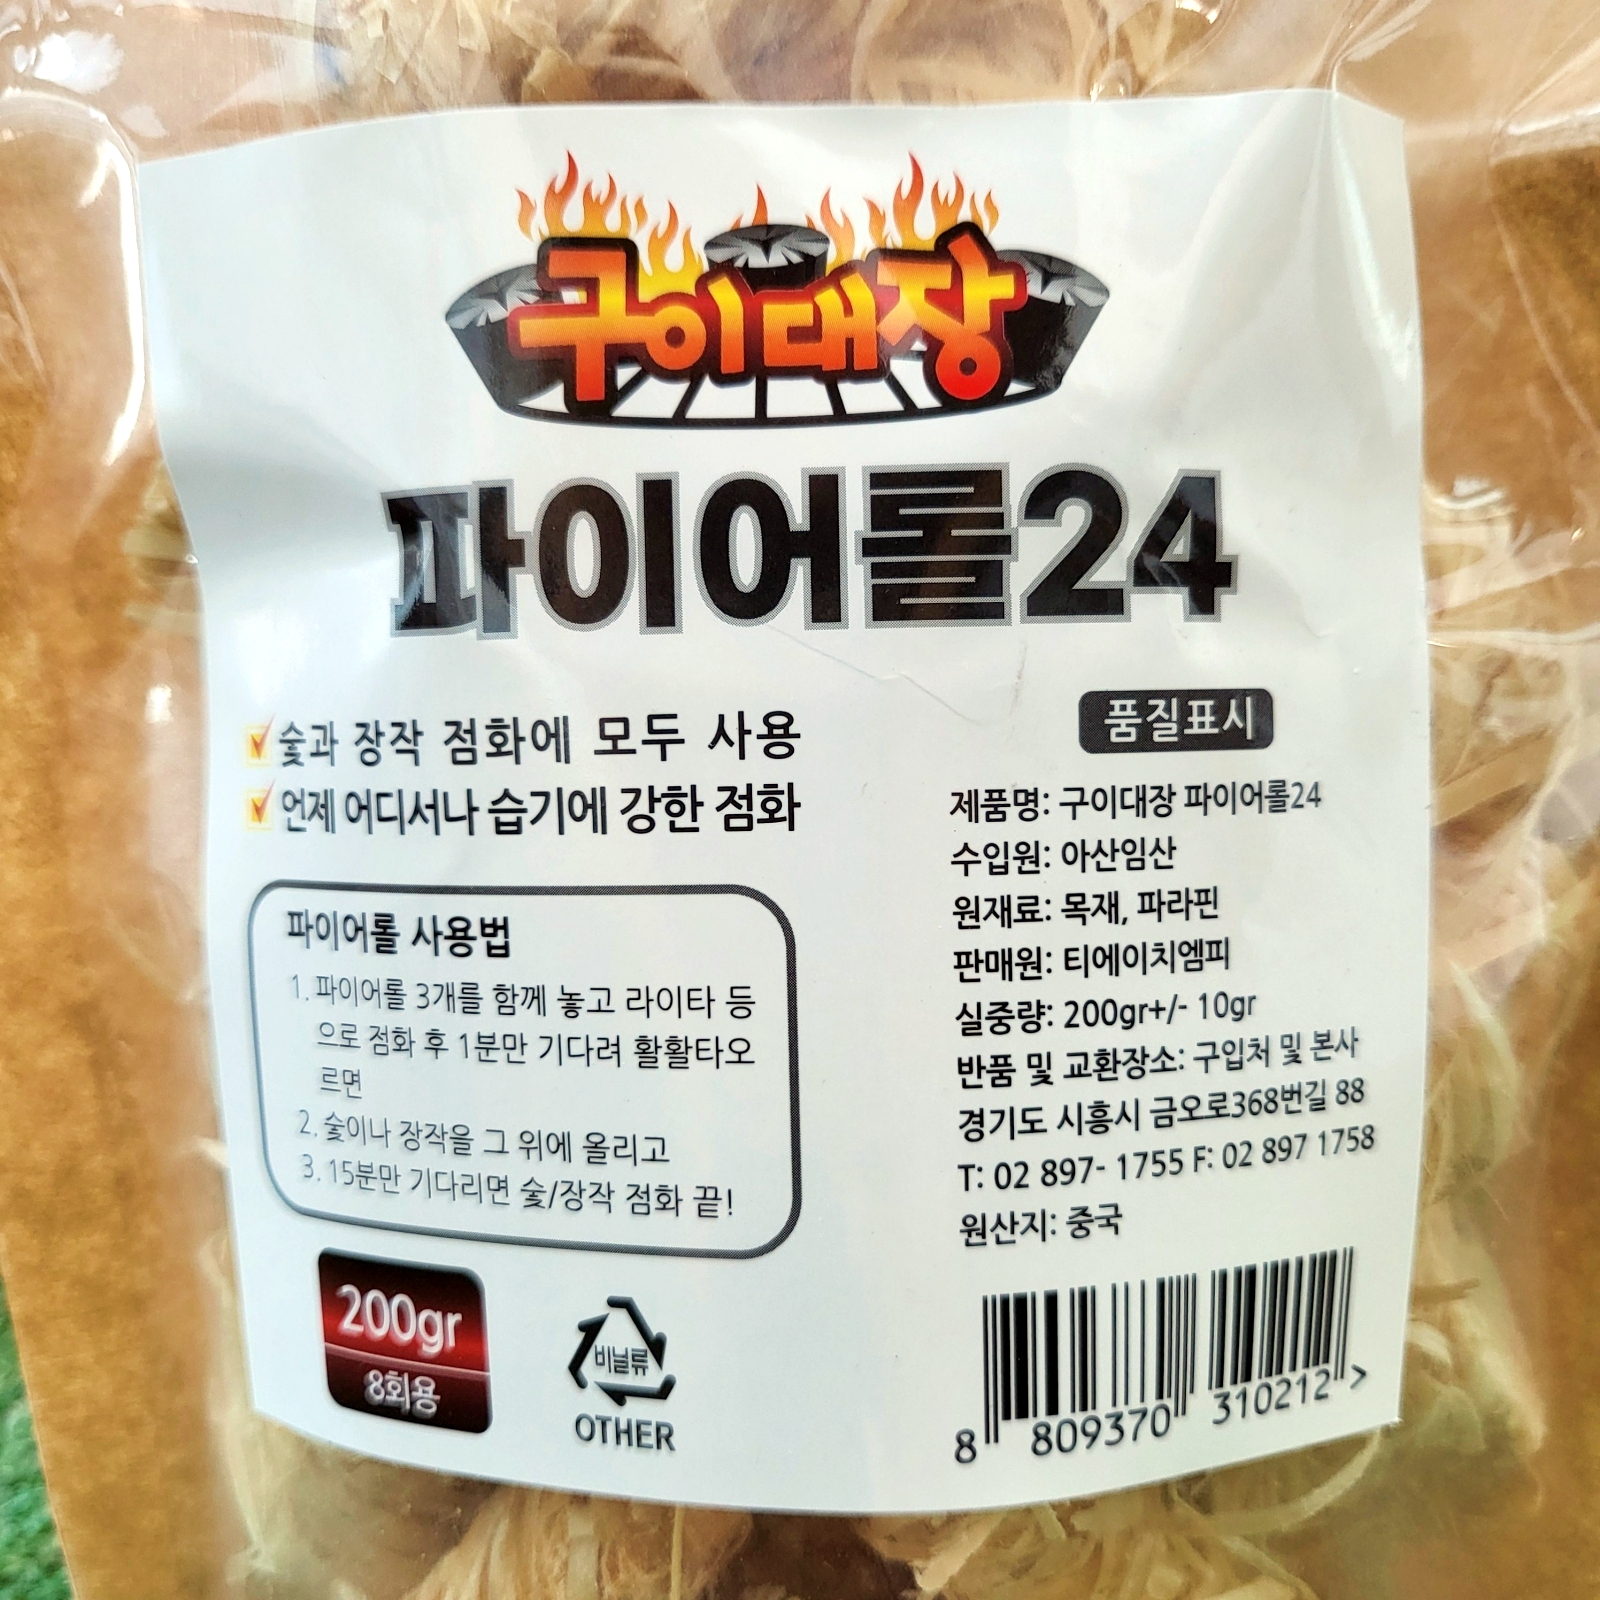 구이대장
파이어롤24
숯과 장작 점화에 모두 사용
언제 어디서나 습기에 강한 점화
파이어롤 사용법
1. 파이어롤 3개를 함께 놓고 라이타 등
으로 점화 후 1분만 기다려 활활타오
르면
2. 숯이나 장작을 그 위에 올리고
3. 15분만 기다리면 숯/장작 점화 끝!
200gr
8회용
비닐류
OTHER
품질표시
제품명: 구이대장 파이어롤24
수입원: 아산임산
원재료: 목재, 파라핀
판매원: 티에이치엠피
실중량: 200gr+/- 10gr
반품 및 교환장소: 구입처 및 본사
경기도 시흥시 금오로368번길 88
T: 02 897- 1755 F: 02 897 1758
원산지: 중국
8 809370 310212 >